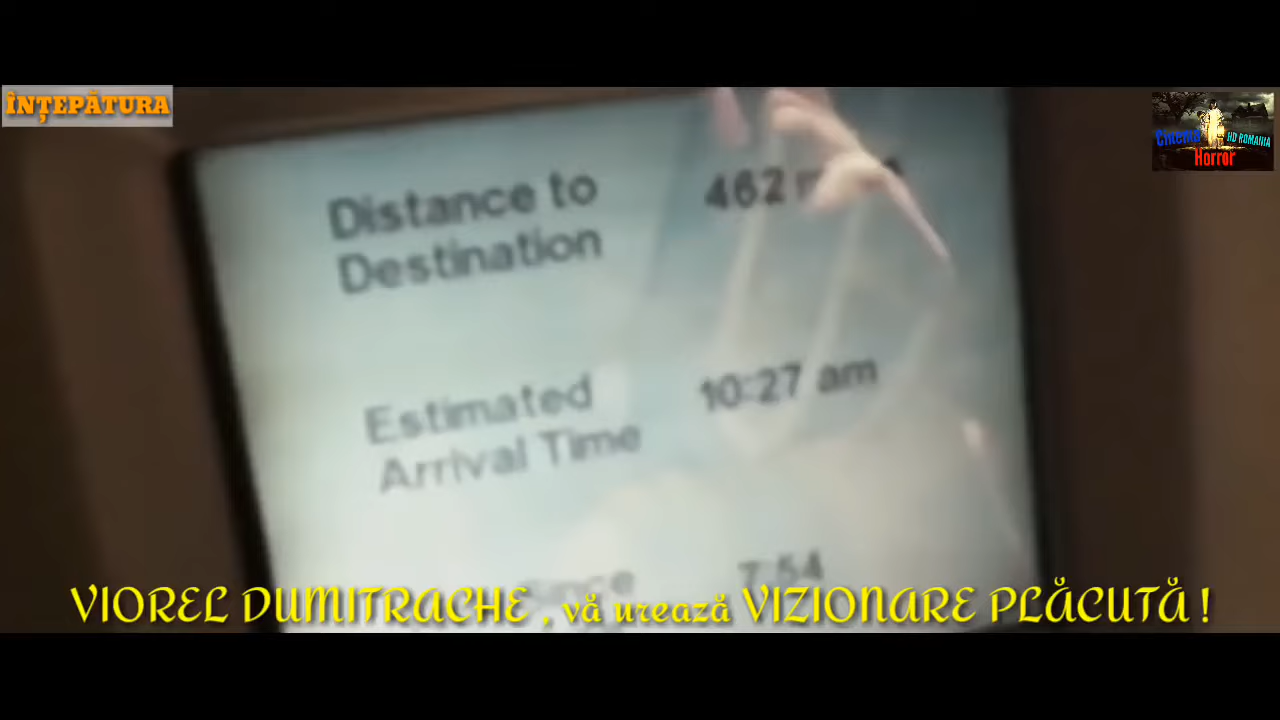 ÎNȚEPĂTURA
Cinema
HD ROMANIA
Horror
Distance to
Destination
462
Estimated
Arrival Time
10:27 am
Since
7:54
VIOREL DUMITRACHE , vă urează VIZIONARE PLĂCUTĂ !